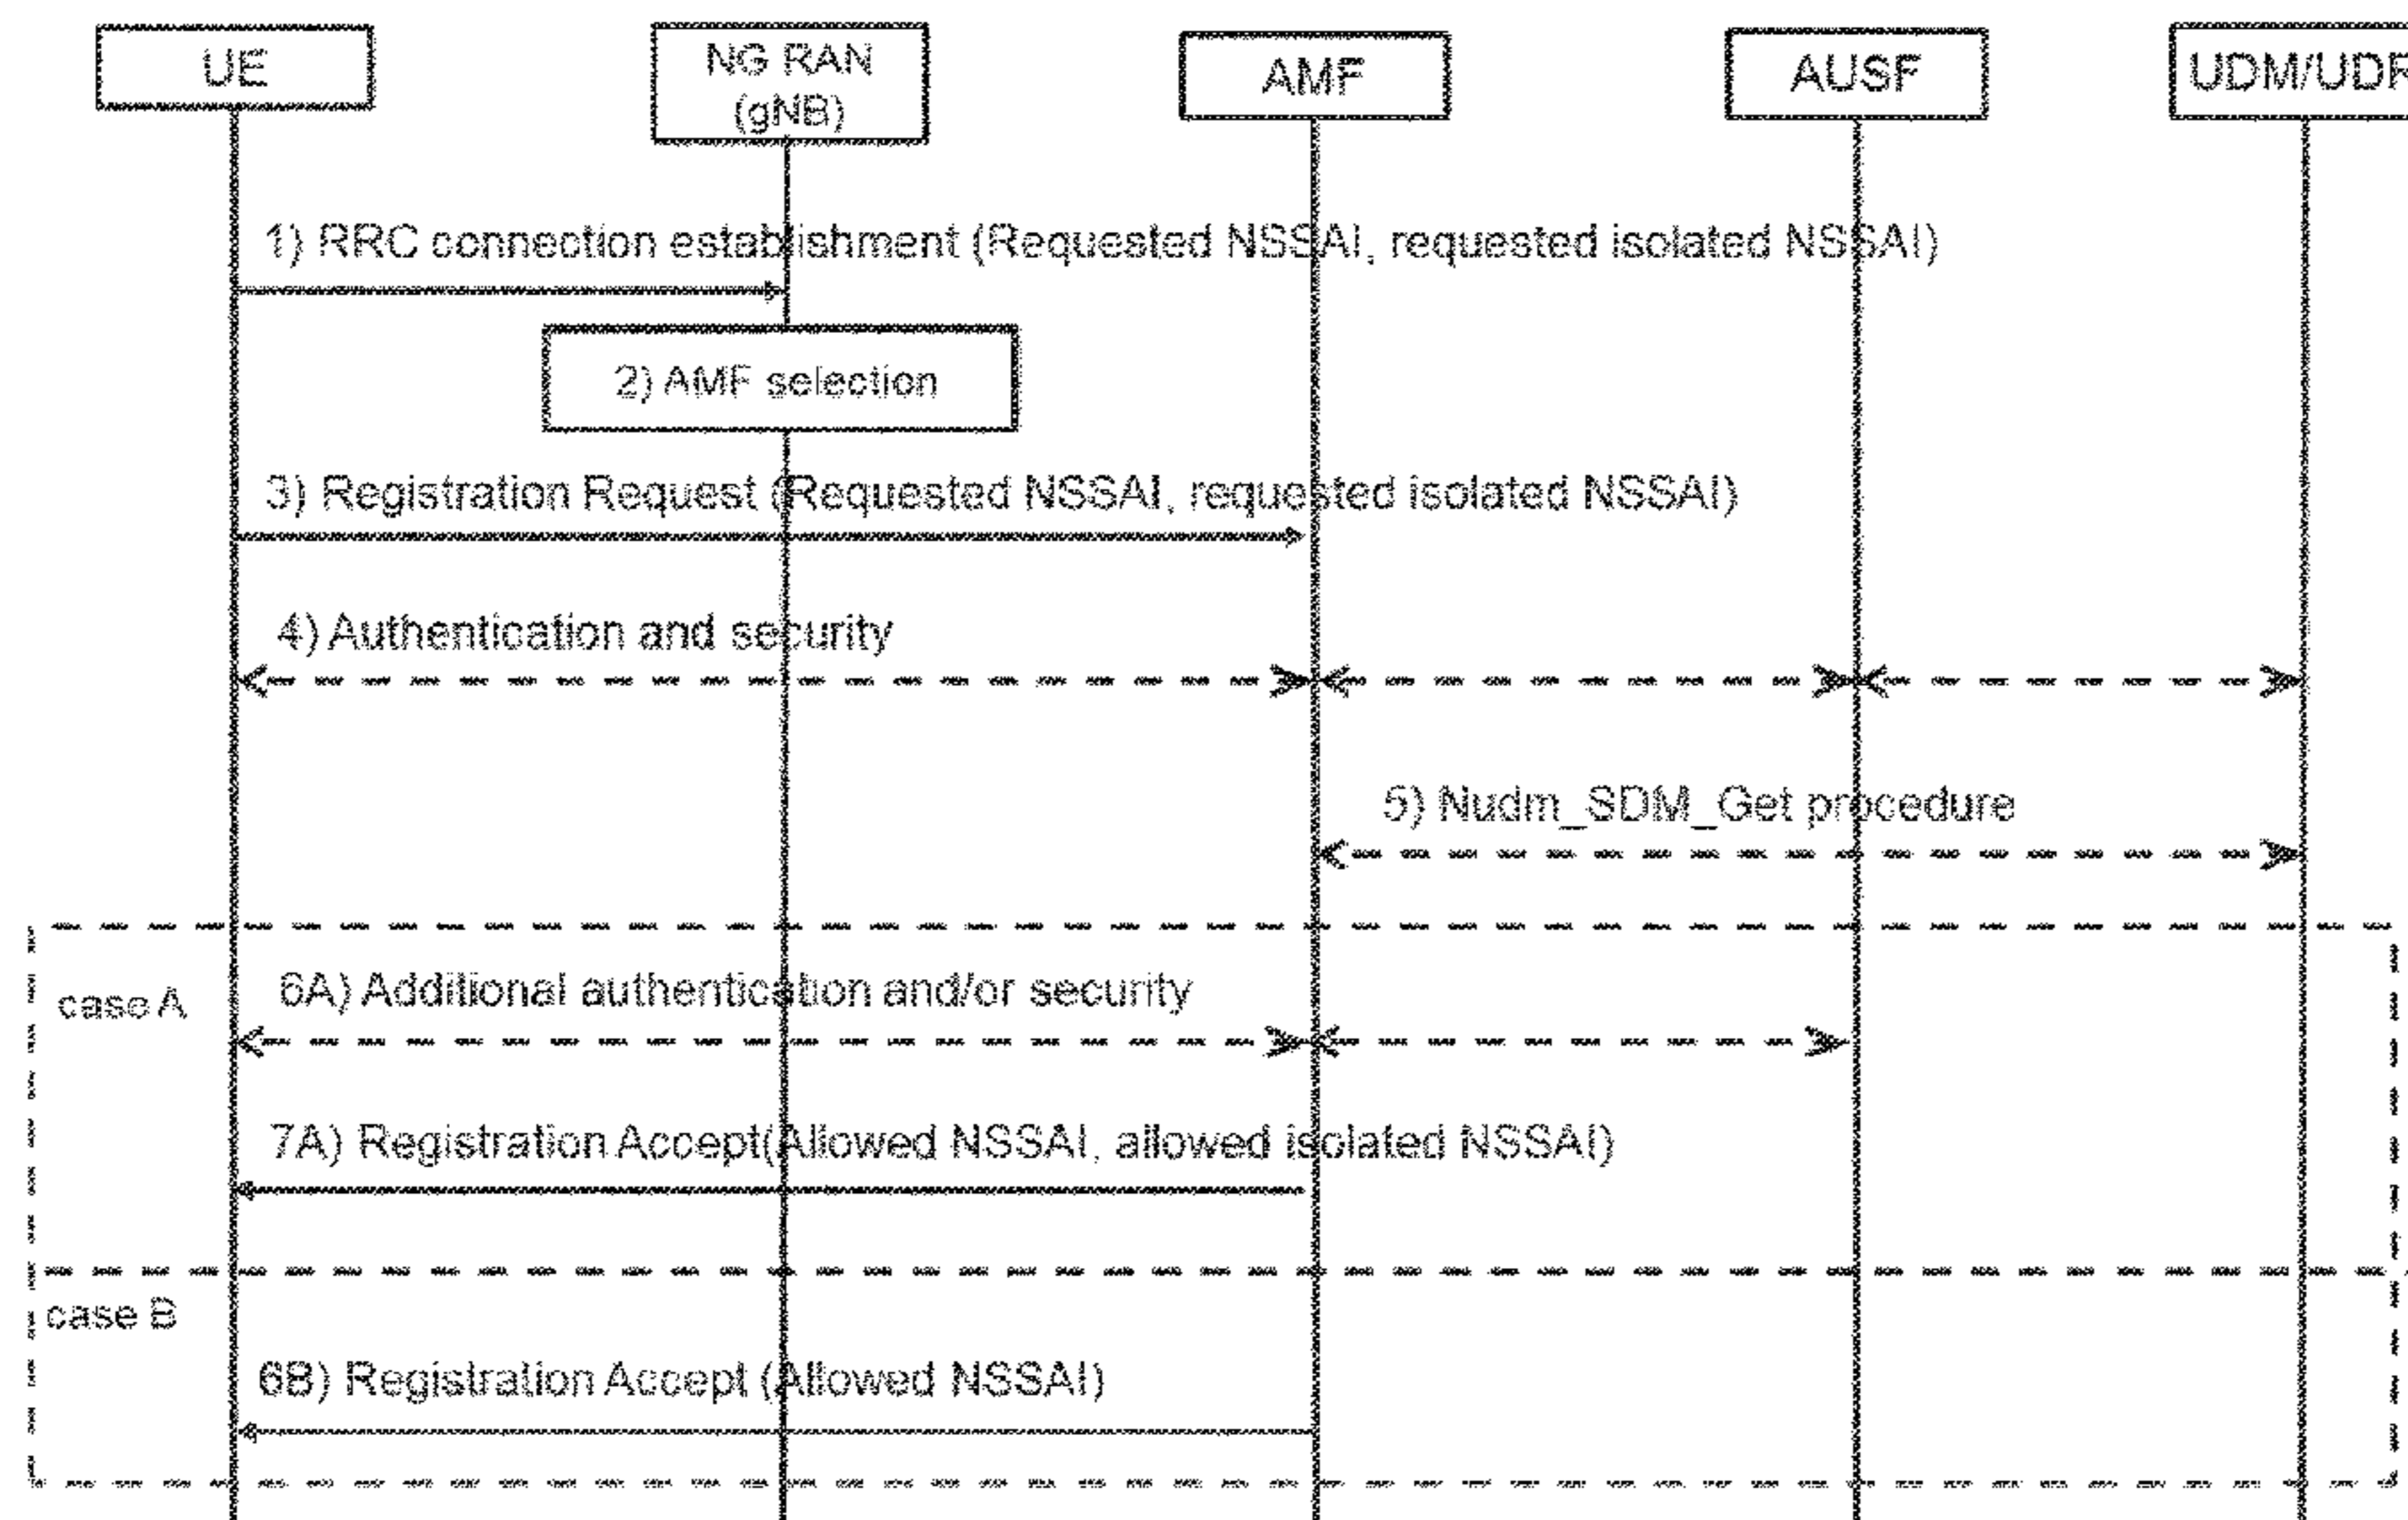 UE
NG RAN
(gNB)
AMF
AUSF
UDM/UDR
1) RRC connection establishment (Requested NSSAI, requested isolated NSSAI)
2) AMF selection
3) Registration Request (Requested NSSAI, requested isolated NSSAI)
4) Authentication and security
5) Nudm_SDM_Get procedure
case A
6A) Additional authentication and/or security
7A) Registration Accept(Allowed NSSAI, allowed isolated NSSAI)
case B
6B) Registration Accept (Allowed NSSAI)